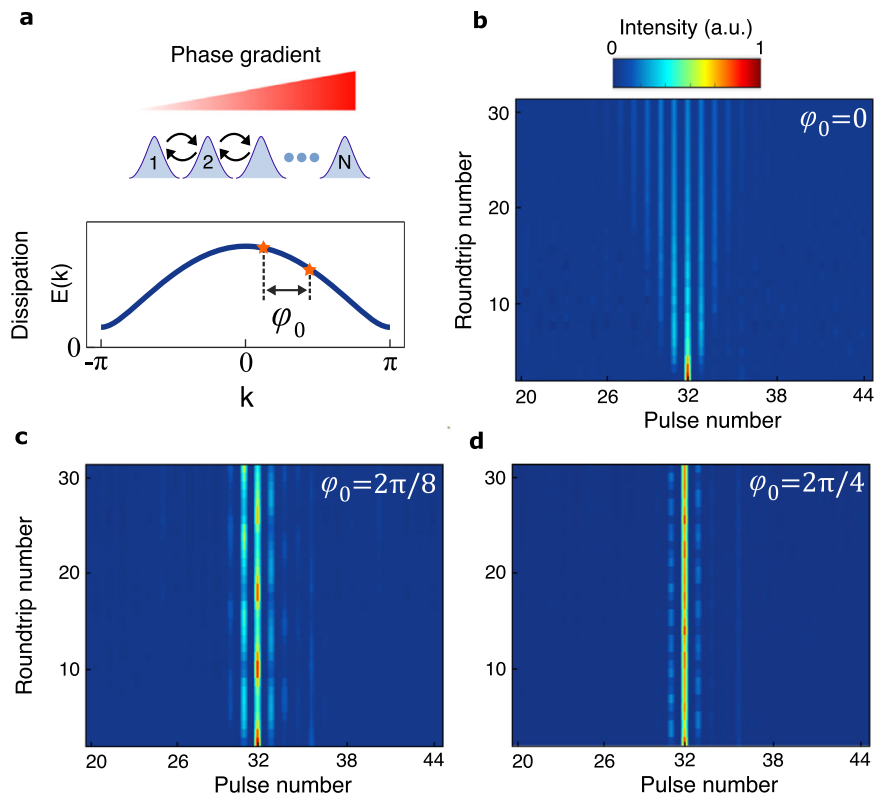 a
Phase gradient
1
2
N
Dissipation
E(k)
0
φ₀
-π
0
π
k
b
Intensity (a.u.)
0
1
φ₀=0
Roundtrip number
30
20
10
20
26
32
38
44
Pulse number
c
φ₀=2π/8
Roundtrip number
30
20
10
20
26
32
38
44
Pulse number
d
φ₀=2π/4
Roundtrip number
30
20
10
20
26
32
38
44
Pulse number